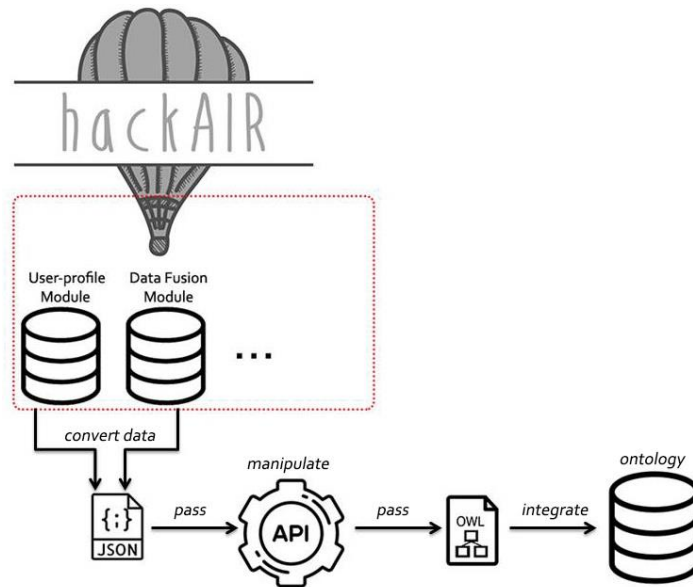 hackAIR
User-profile
Module
Data Fusion
Module
...
convert data
manipulate
ontology
pass
pass
integrate
{;}
JSON
API
OWL